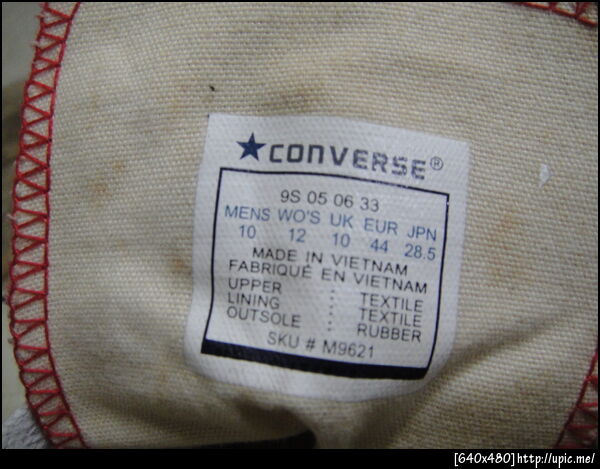 ★CONVERSE®
9S 05 06 33
MENS WO'S UK EUR JPN
10 12 10 44 28.5
MADE IN VIETNAM
FABRIQUÉ EN VIETNAM
UPPER : TEXTILE
LINING : TEXTILE
OUTSOLE : RUBBER
SKU # M9621
[640x480]http://upic.me/